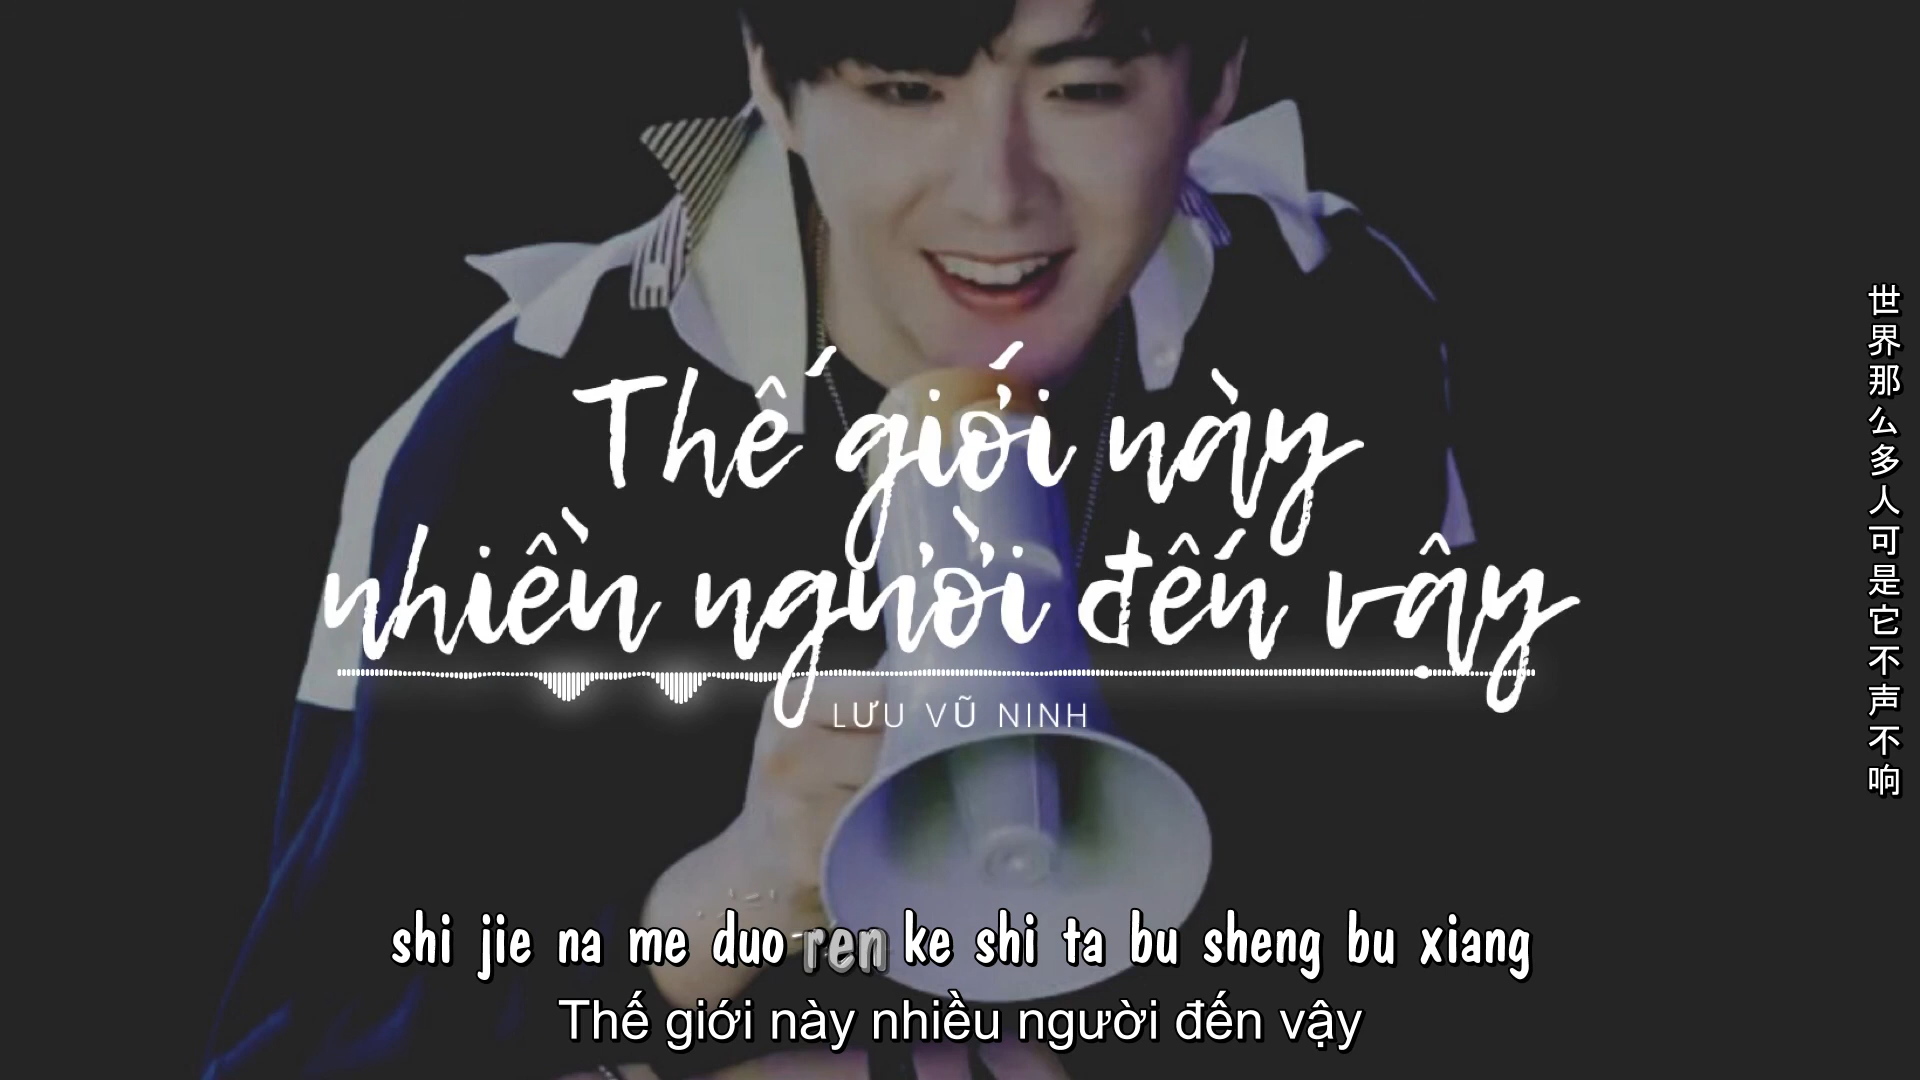 Thế giới này
nhiều người đến vậy
LƯU VŨ NINH
世界那么多人可是它不声不响
shi jie na me duo ren ke shi ta bu sheng bu xiang
Thế giới này nhiều người đến vậy